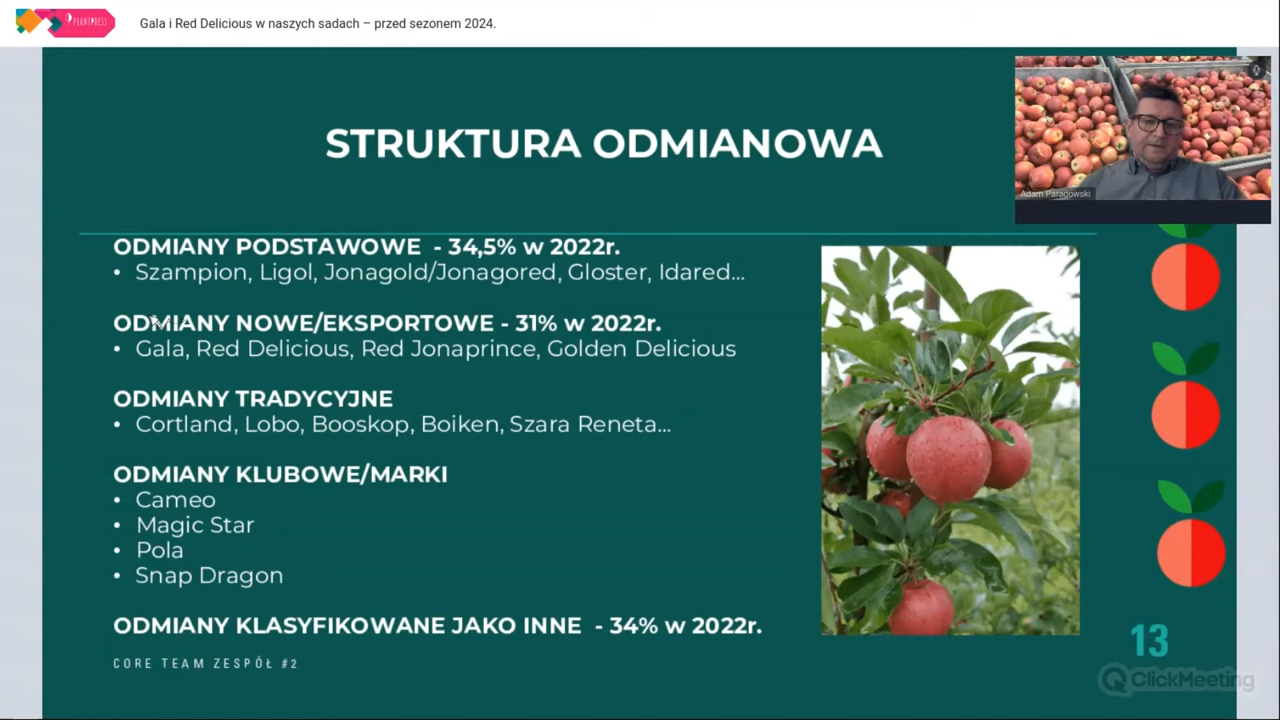 PLANTPRESS
Gala i Red Delicious w naszych sadach – przed sezonem 2024.
Adam Paradowski
STRUKTURA ODMIANOWA
ODMIANY PODSTAWOWE - 34,5% w 2022r.
• Szampion, Ligol, Jonagold/Jonagored, Gloster, Idared...
ODMIANY NOWE/EKSPORTOWE - 31% w 2022r.
• Gala, Red Delicious, Red Jonaprince, Golden Delicious
ODMIANY TRADYCYJNE
• Cortland, Lobo, Booskop, Boiken, Szara Reneta...
ODMIANY KLUBOWE/MARKI
• Cameo
• Magic Star
• Pola
• Snap Dragon
ODMIANY KLASYFIKOWANE JAKO INNE - 34% w 2022r.
CORE TEAM ZESPÓŁ #2
13
ClickMeeting